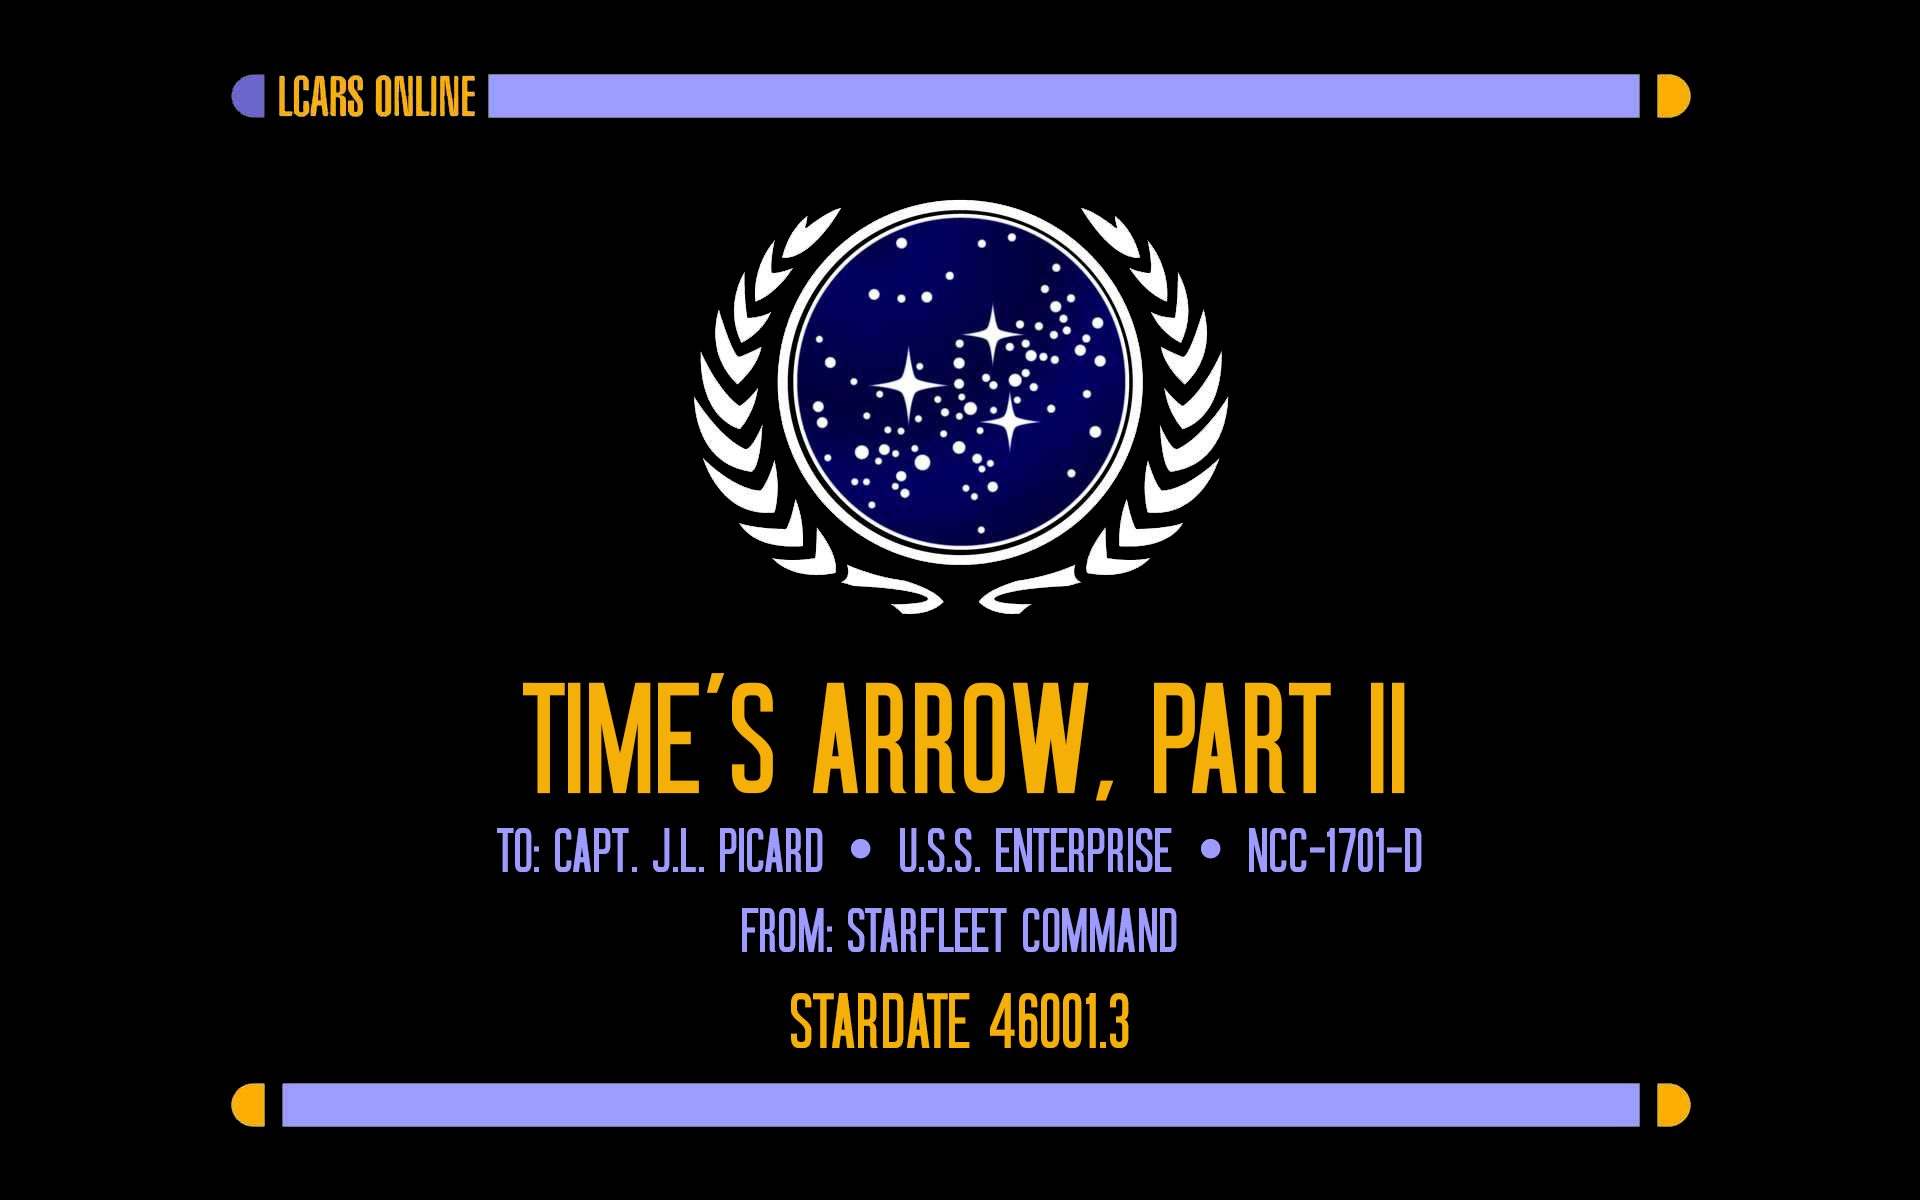 LCARS ONLINE
TIME'S ARROW, PART II
TO: CAPT. J.L. PICARD • U.S.S. ENTERPRISE • NCC-1701-D
FROM: STARFLEET COMMAND
STARDATE 46001.3